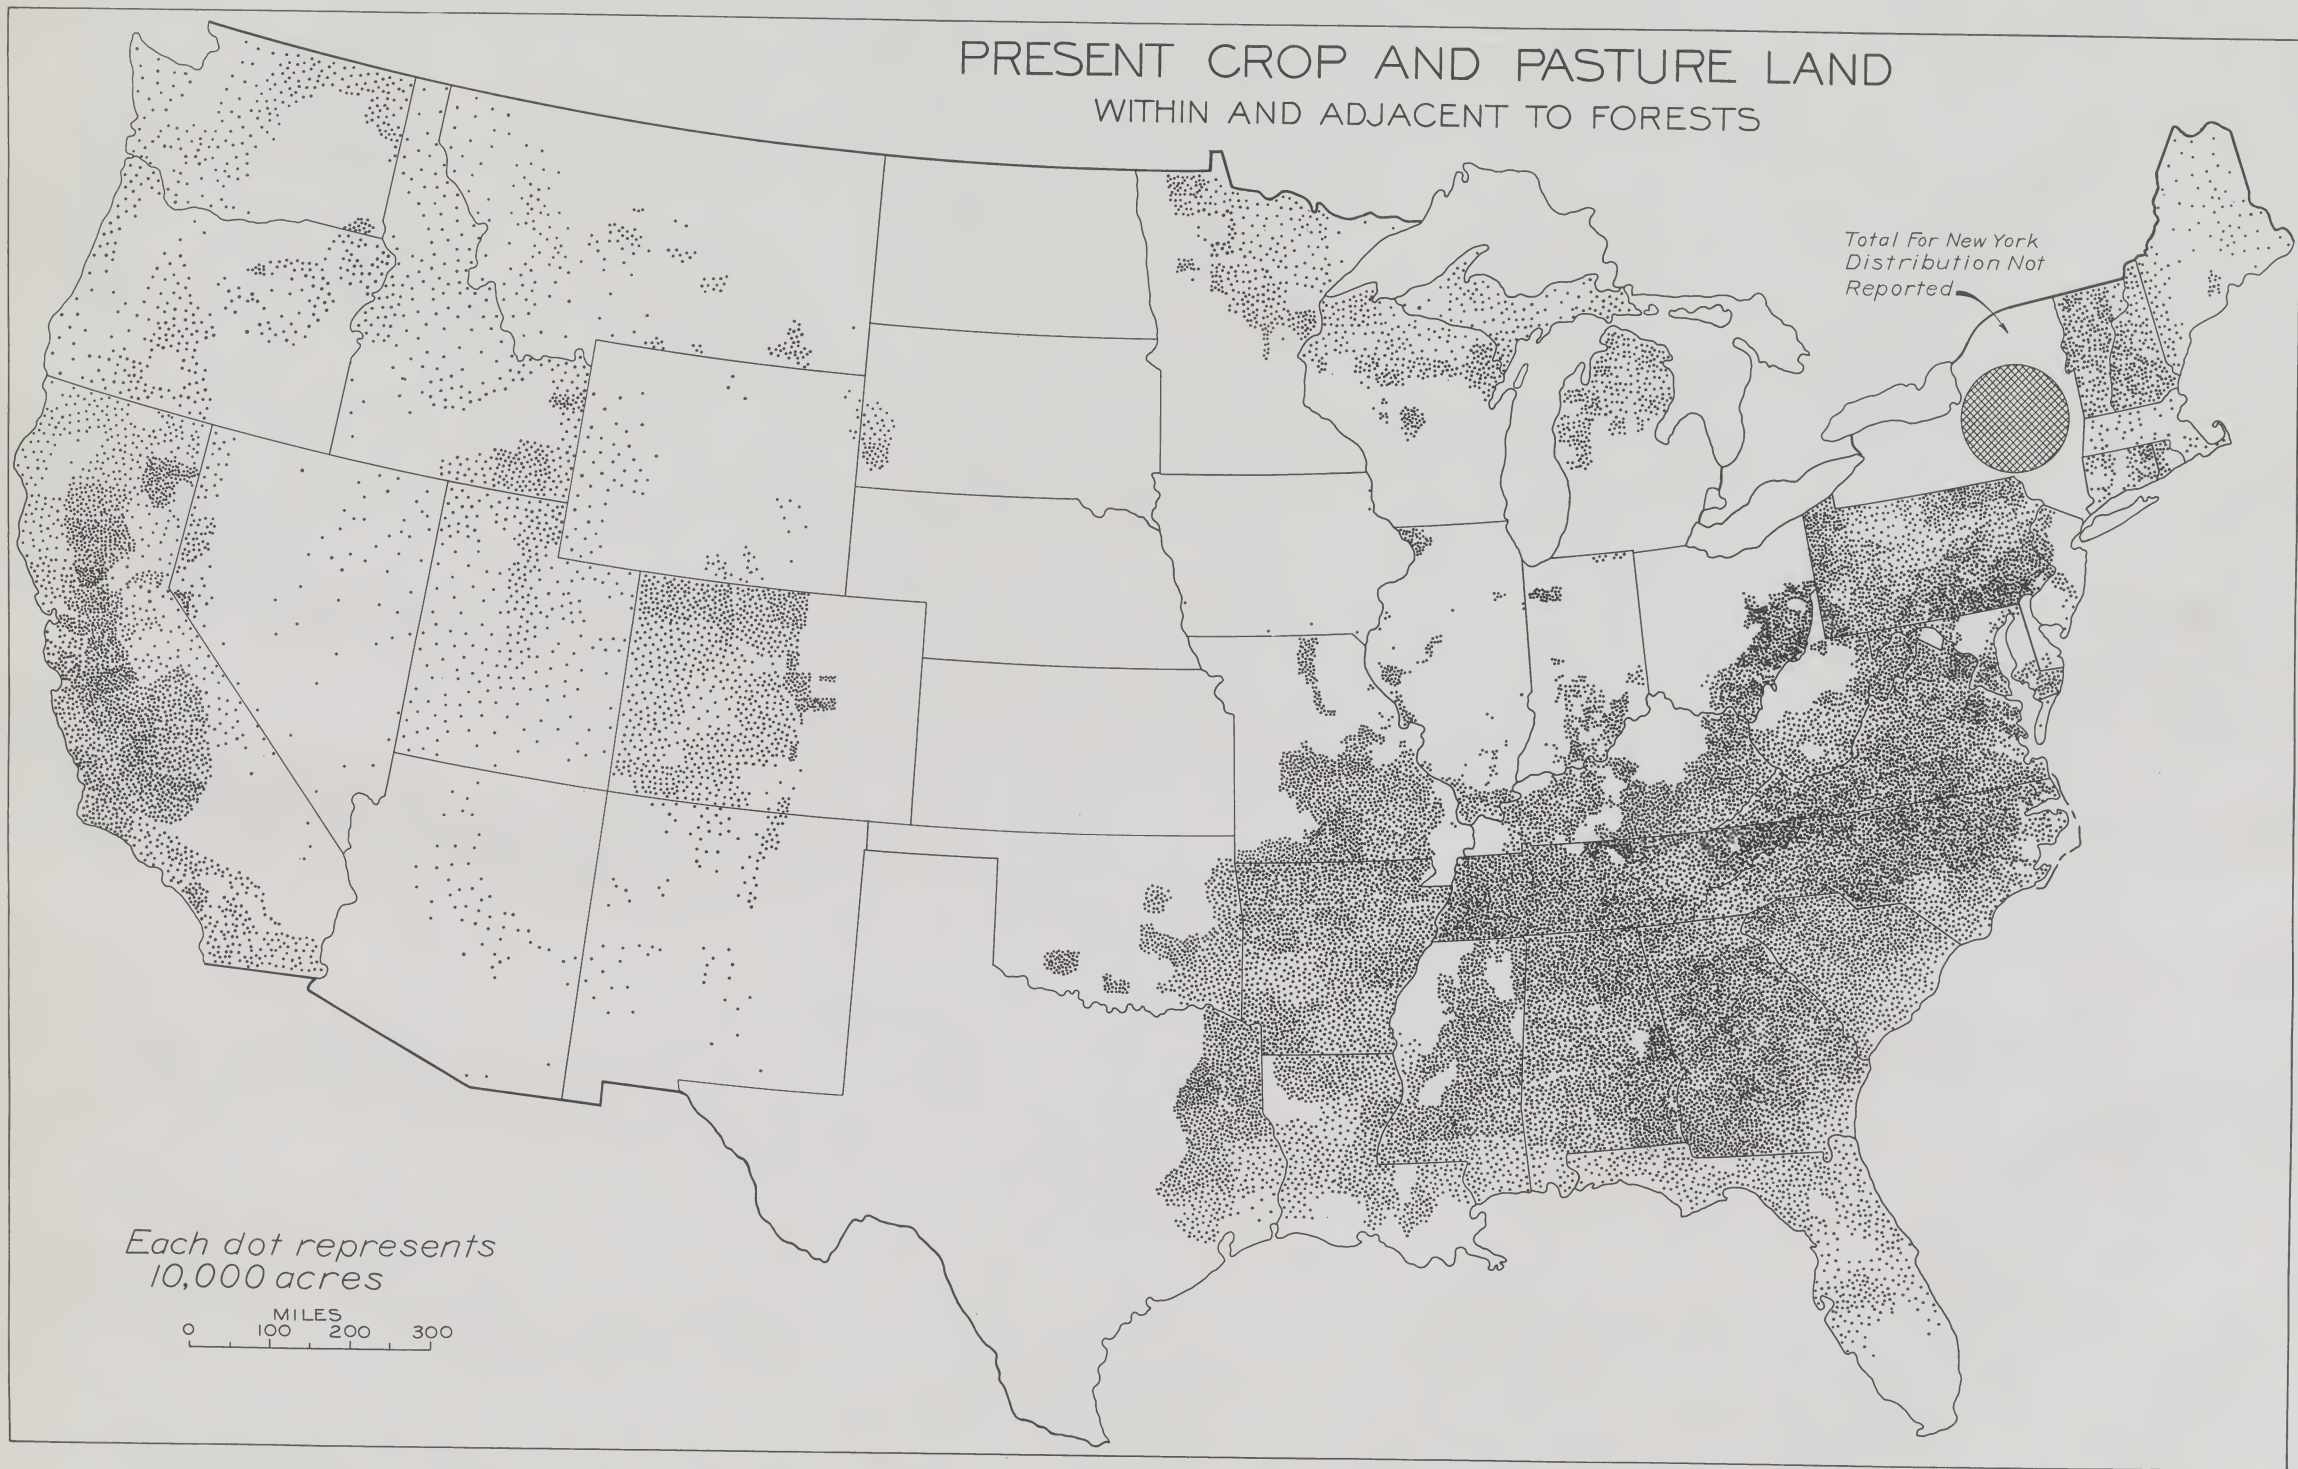 PRESENT CROP AND PASTURE LAND
WITHIN AND ADJACENT TO FORESTS
Total For New York
Distribution Not
Reported
Each dot represents
10,000 acres
MILES
0 100 200 300